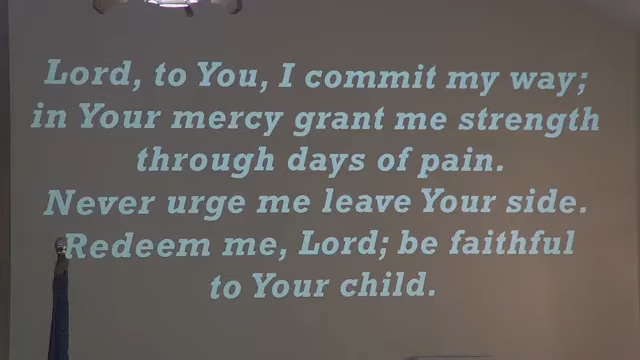 Lord, to You, I commit my way;
in Your mercy grant me strength
through days of pain.
Never urge me leave Your side.
Redeem me, Lord; be faithful
to Your child.